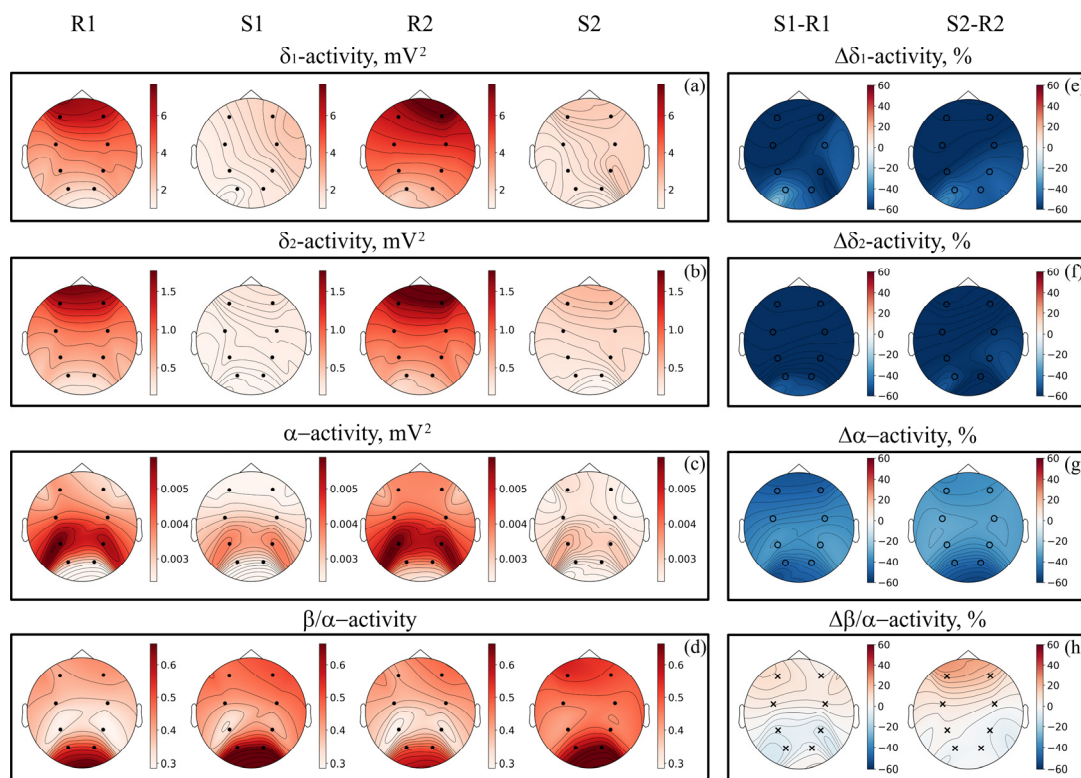 R1 S1 R2 S2 S1-R1 S2-R2
δ₁-activity, mV² Δδ₁-activity, %
(a) (e)
6 6 6 6 60 60
4 4 4 4 40 40
2 2 2 2 20 20
0 0
−20 −20
−40 −40
−60 −60
δ₂-activity, mV² Δδ₂-activity, %
(b) (f)
1.5 1.5 1.5 1.5 60 60
1.0 1.0 1.0 1.0 40 40
0.5 0.5 0.5 0.5 20 20
0 0
−20 −20
−40 −40
−60 −60
α−activity, mV² Δα−activity, %
(c) (g)
0.005 0.005 0.005 0.005 60 60
0.004 0.004 0.004 0.004 40 40
0.003 0.003 0.003 0.003 20 20
0 0
−20 −20
−40 −40
−60 −60
β/α−activity Δβ/α−activity, %
(d) (h)
0.6 0.6 0.6 0.6 60 60
0.5 0.5 0.5 0.5 40 40
0.4 0.4 0.4 0.4 20 20
0.3 0.3 0.3 0.3 0 0
−20 −20
−40 −40
−60 −60